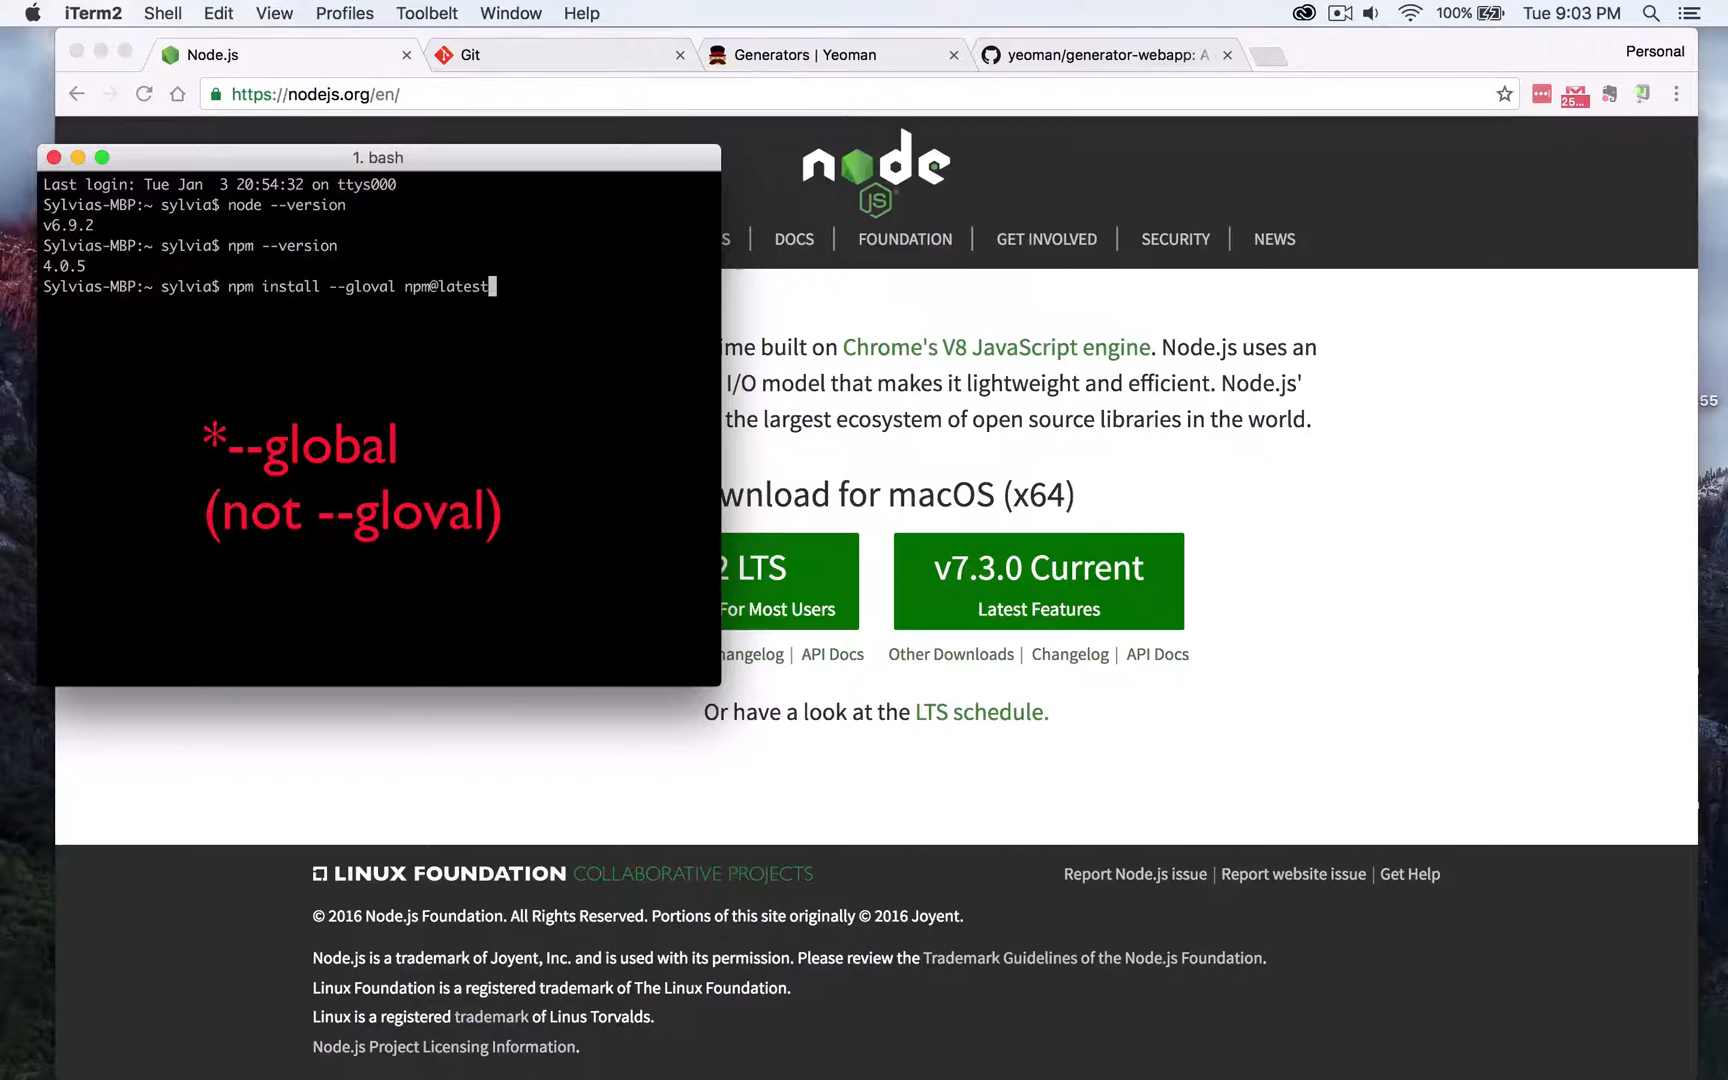 iTerm2 Shell Edit View Profiles Toolbelt Window Help 100% Tue 9:03 PM
Node.js Git Generators | Yeoman yeoman/generator-webapp: A Personal
https://nodejs.org/en/
25...
1. bash
Last login: Tue Jan  3 20:54:32 on ttys000
Sylvias-MBP:~ sylvia$ node --version
v6.9.2
Sylvias-MBP:~ sylvia$ npm --version
4.0.5
Sylvias-MBP:~ sylvia$ npm install --gloval npm@latest
*--global
(not --gloval)
node
JS
S | DOCS | FOUNDATION | GET INVOLVED | SECURITY | NEWS
ime built on Chrome's V8 JavaScript engine. Node.js uses an
I/O model that makes it lightweight and efficient. Node.js'
the largest ecosystem of open source libraries in the world.
55
wnload for macOS (x64)
2 LTS
For Most Users
v7.3.0 Current
Latest Features
hangelog | API Docs
Other Downloads | Changelog | API Docs
Or have a look at the LTS schedule.
LINUX FOUNDATION COLLABORATIVE PROJECTS
Report Node.js issue | Report website issue | Get Help
© 2016 Node.js Foundation. All Rights Reserved. Portions of this site originally © 2016 Joyent.
Node.js is a trademark of Joyent, Inc. and is used with its permission. Please review the Trademark Guidelines of the Node.js Foundation.
Linux Foundation is a registered trademark of The Linux Foundation.
Linux is a registered trademark of Linus Torvalds.
Node.js Project Licensing Information.